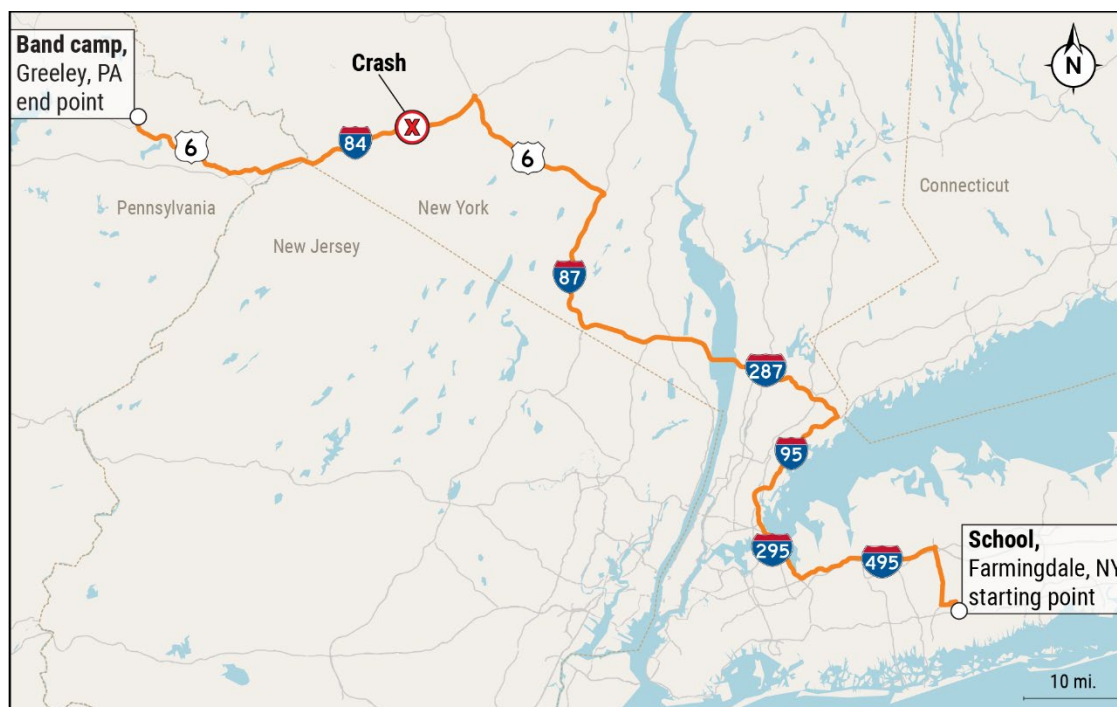 Band camp,
Greeley, PA
end point
Crash
X
N
6
84
6
Connecticut
Pennsylvania
New York
New Jersey
87
287
95
295
495
School,
Farmingdale, NY
starting point
10 mi.